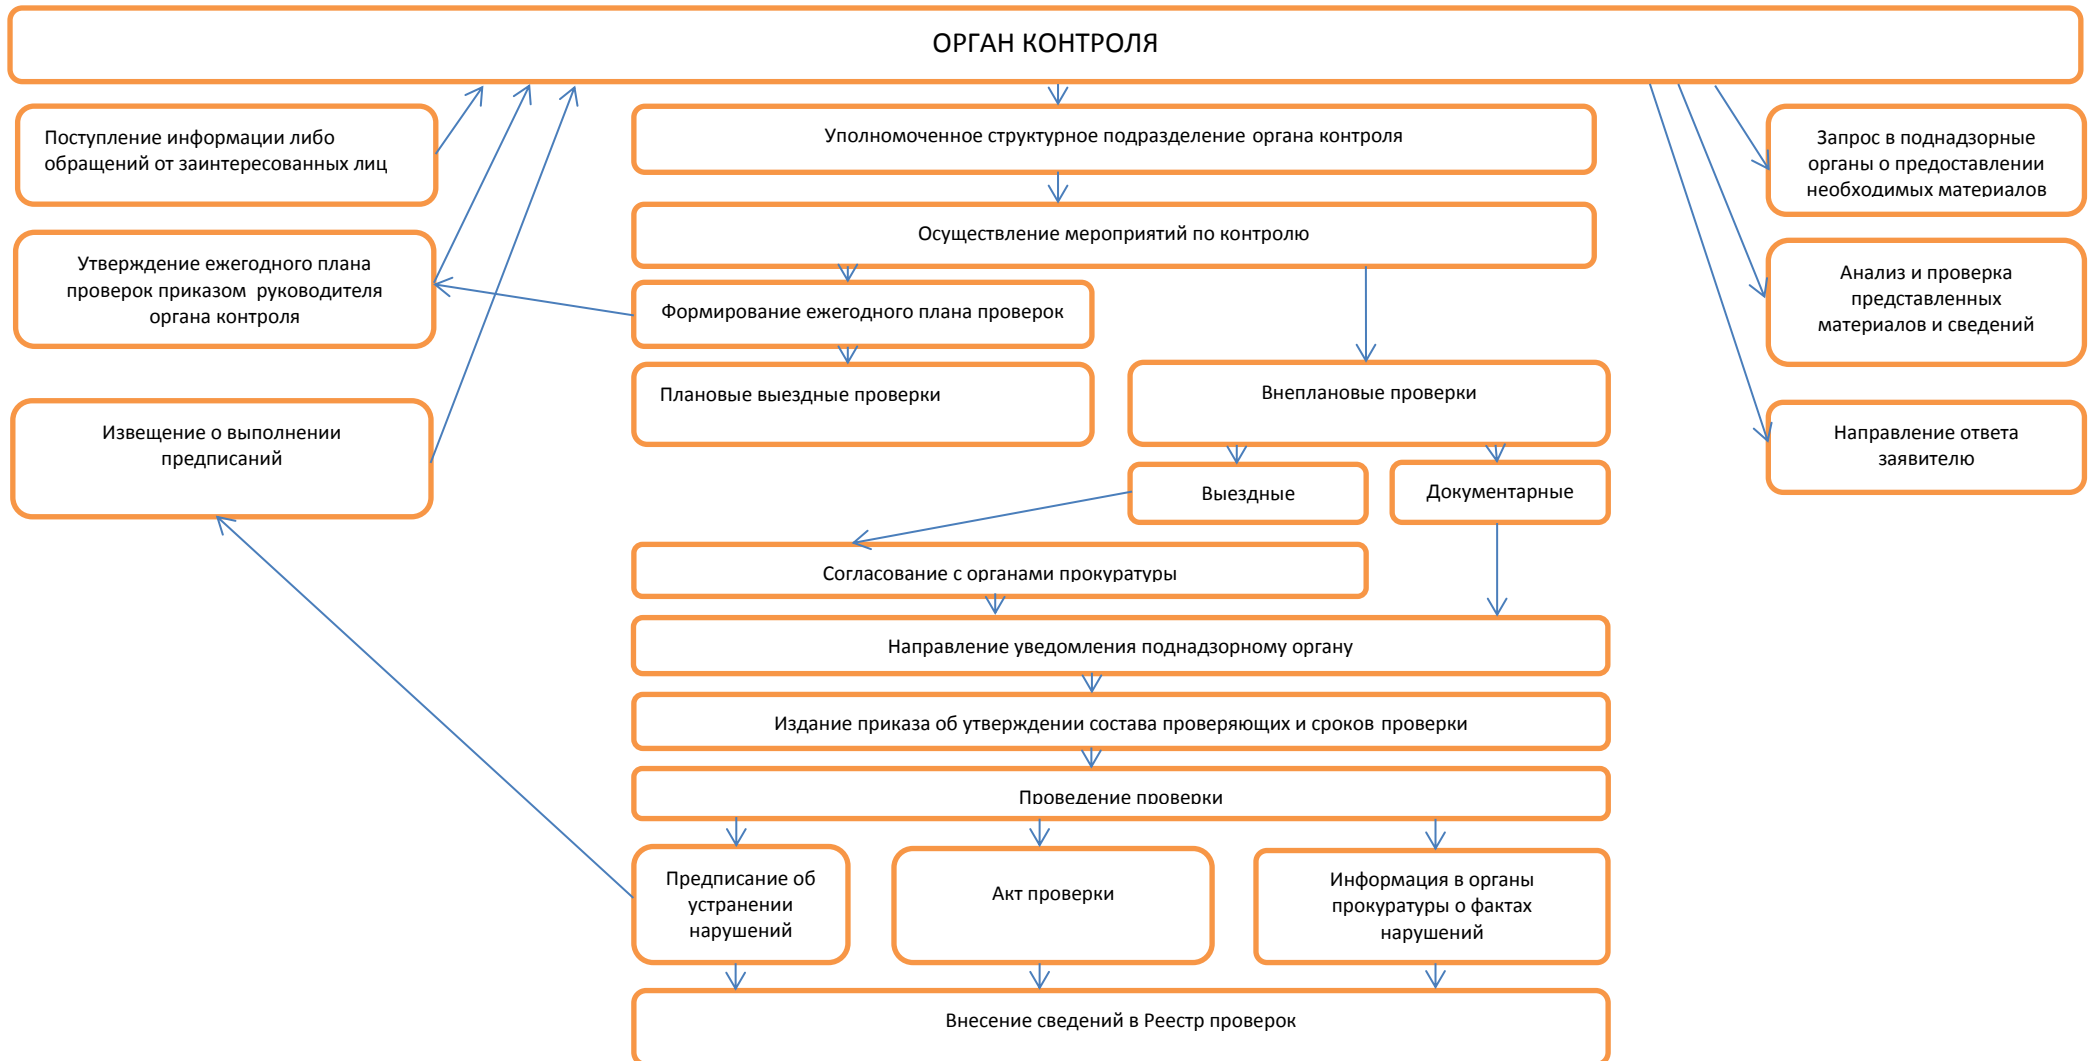 ОРГАН КОНТРОЛЯ
Поступление информации либо
обращений от заинтересованных лиц
Уполномоченное структурное подразделение органа контроля
Запрос в поднадзорные
органы о предоставлении
необходимых материалов
Осуществление мероприятий по контролю
Утверждение ежегодного плана
проверок приказом руководителя
органа контроля
Формирование ежегодного плана проверок
Анализ и проверка
представленных
материалов и сведений
Плановые выездные проверки
Внеплановые проверки
Извещение о выполнении
предписаний
Направление ответа
заявителю
Выездные
Документарные
Согласование с органами прокуратуры
Направление уведомления поднадзорному органу
Издание приказа об утверждении состава проверяющих и сроков проверки
Проведение проверки
Предписание об
устранении
нарушений
Акт проверки
Информация в органы
прокуратуры о фактах
нарушений
Внесение сведений в Реестр проверок